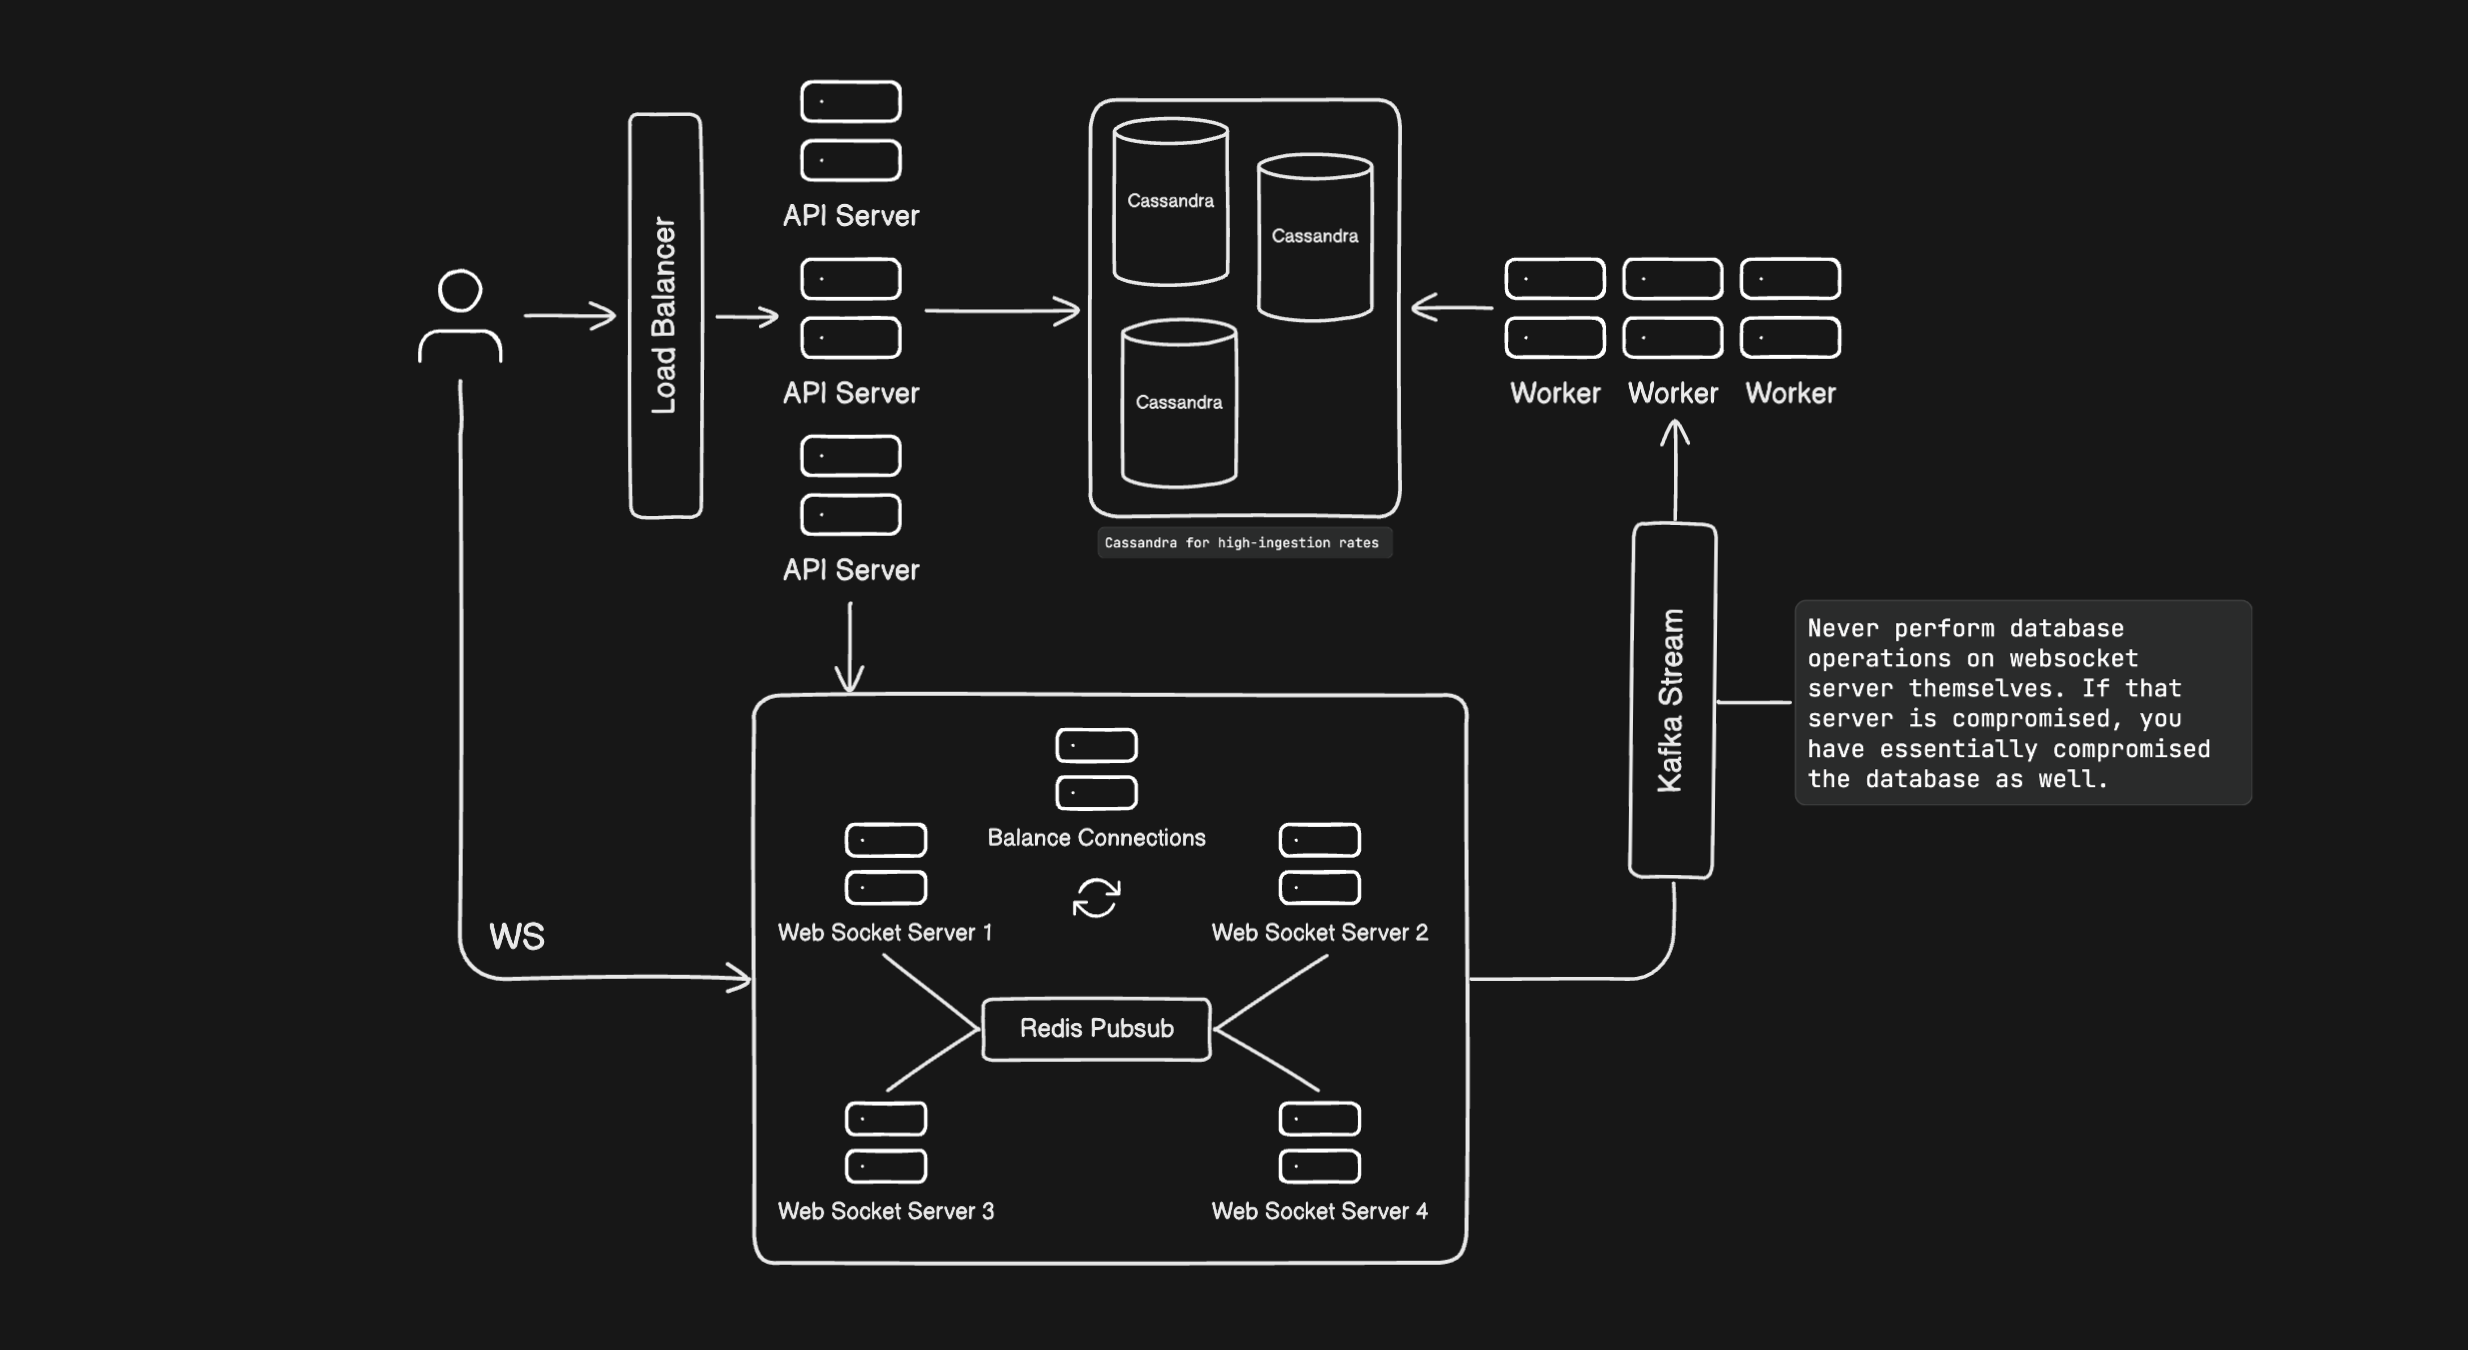 Load Balancer
API Server
API Server
API Server
Cassandra
Cassandra
Cassandra
Cassandra for high-ingestion rates
Worker
Worker
Worker
Kafka Stream
Never perform database
operations on websocket
server themselves. If that
server is compromised, you
have essentially compromised
the database as well.
WS
Balance Connections
Web Socket Server 1
Web Socket Server 2
Redis Pubsub
Web Socket Server 3
Web Socket Server 4